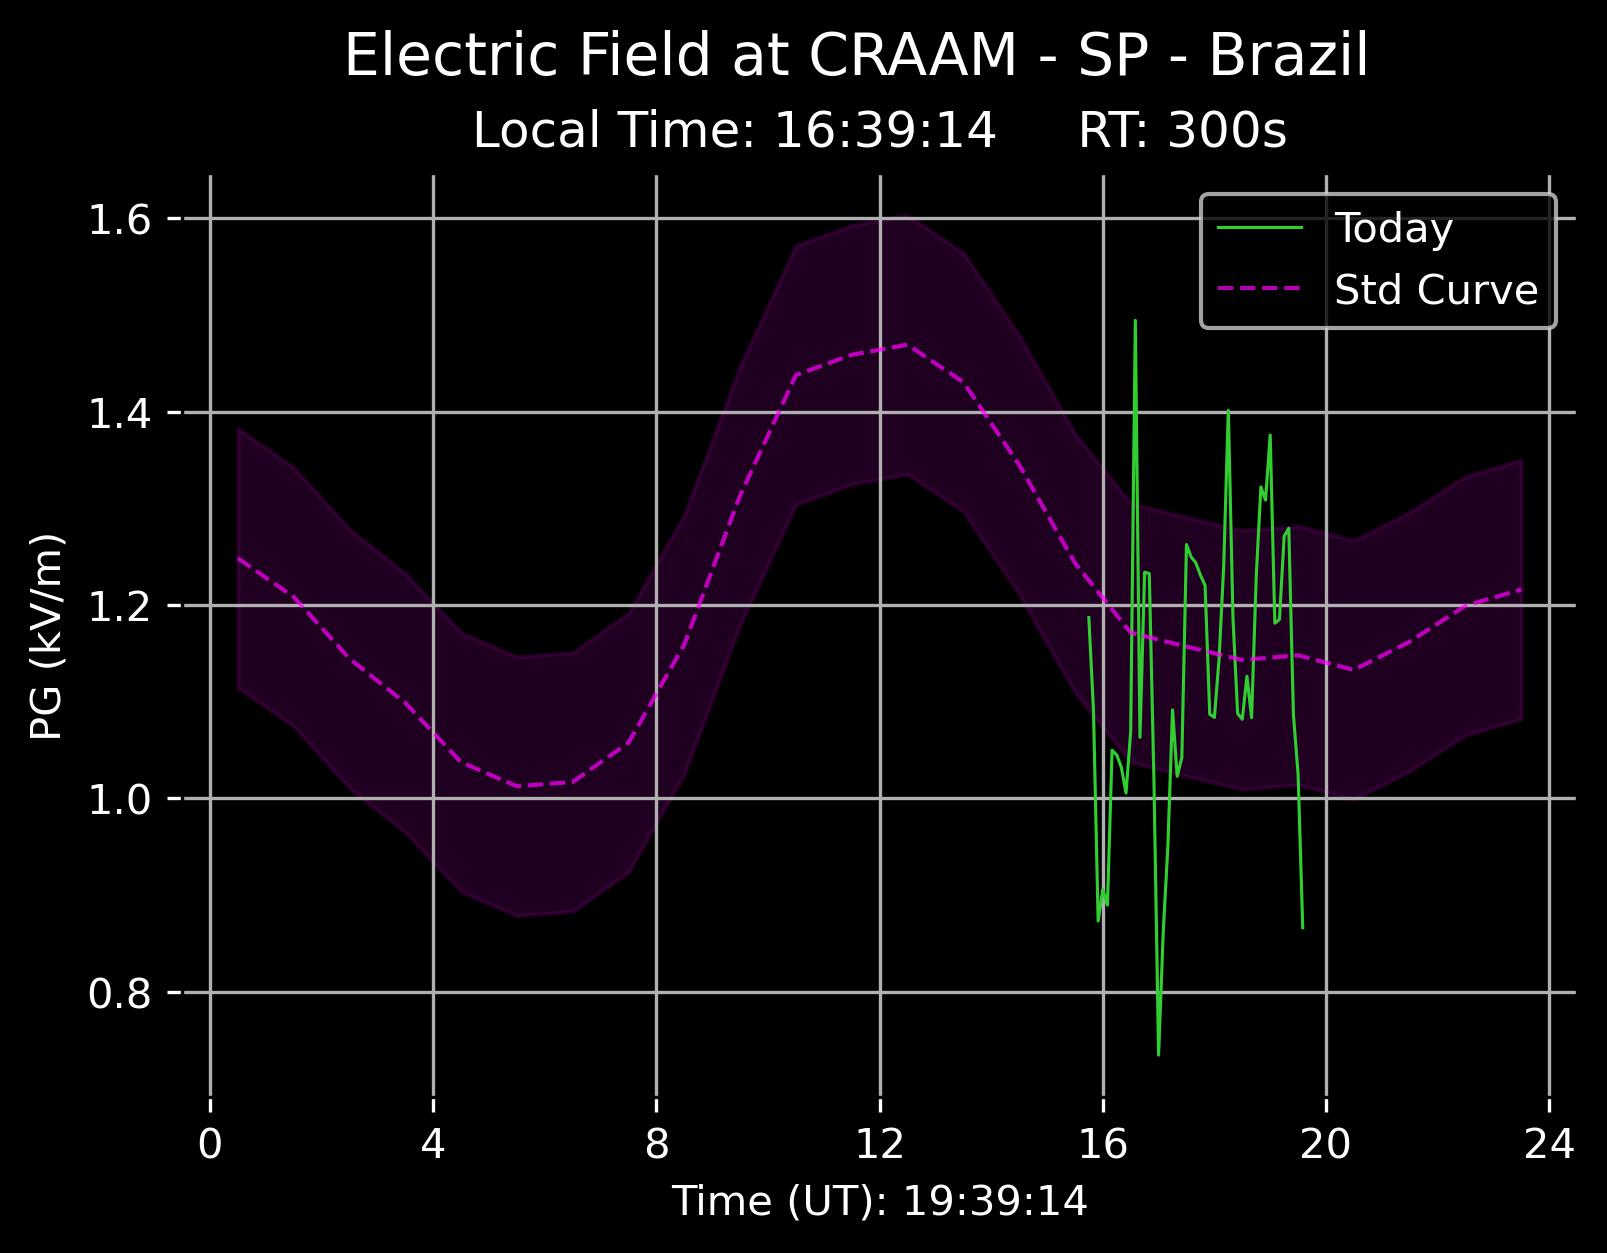 Electric Field at CRAAM - SP - Brazil
Local Time: 16:39:14 RT: 300s
Today
Std Curve
PG (kV/m)
1.6
1.4
1.2
1.0
0.8
0 4 8 12 16 20 24
Time (UT): 19:39:14